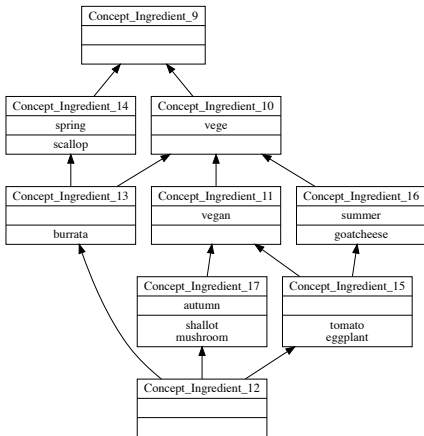 Concept_Ingredient_9
Concept_Ingredient_14
spring
scallop
Concept_Ingredient_10
vege
Concept_Ingredient_13
burrata
Concept_Ingredient_11
vegan
Concept_Ingredient_16
summer
goatcheese
Concept_Ingredient_17
autumn
shallot
mushroom
Concept_Ingredient_15
tomato
eggplant
Concept_Ingredient_12